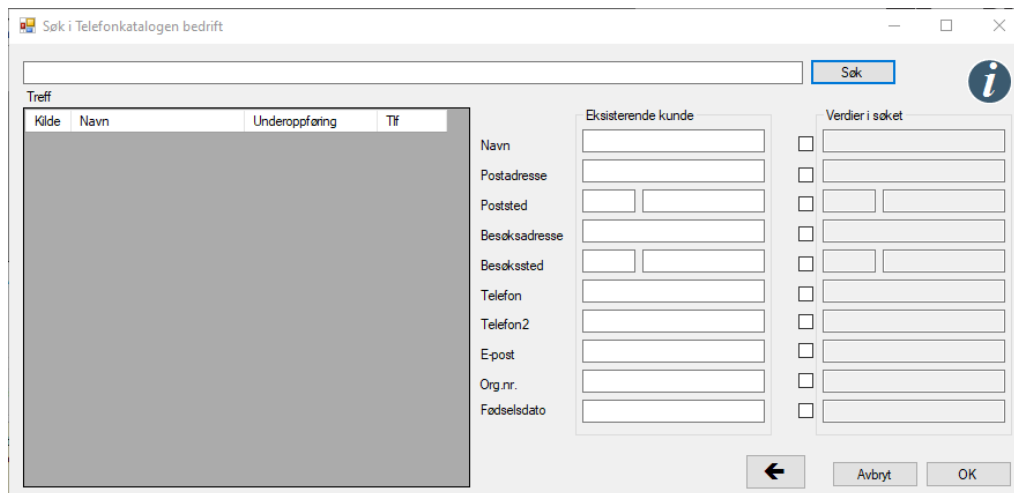 Søk i Telefonkatalogen bedrift
Søk
i
Treff
Kilde Navn Underoppføring Tlf
Eksisterende kunde
Verdier i søket
Navn
Postadresse
Poststed
Besøksadresse
Besøkssted
Telefon
Telefon2
E-post
Org.nr.
Fødselsdato
Avbryt OK